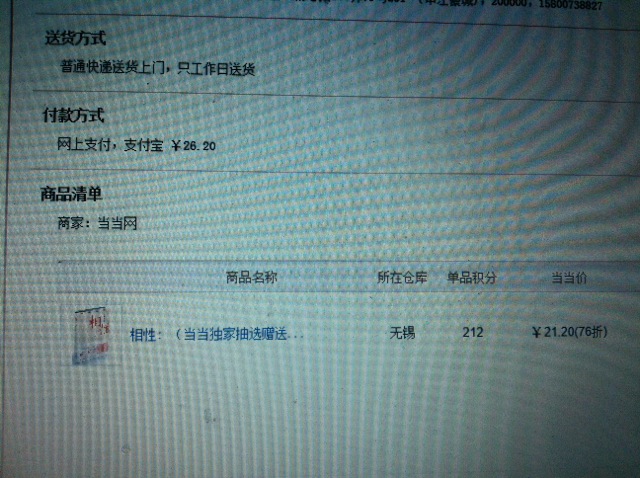 200000, 15800738827
送货方式
普通快递送货上门，只工作日送货
付款方式
网上支付，支付宝 ￥26.20
商品清单
商家：当当网
商品名称 所在仓库 单品积分 当当价
相性：（当当独家抽选赠送... 无锡 212 ￥21.20(76折)